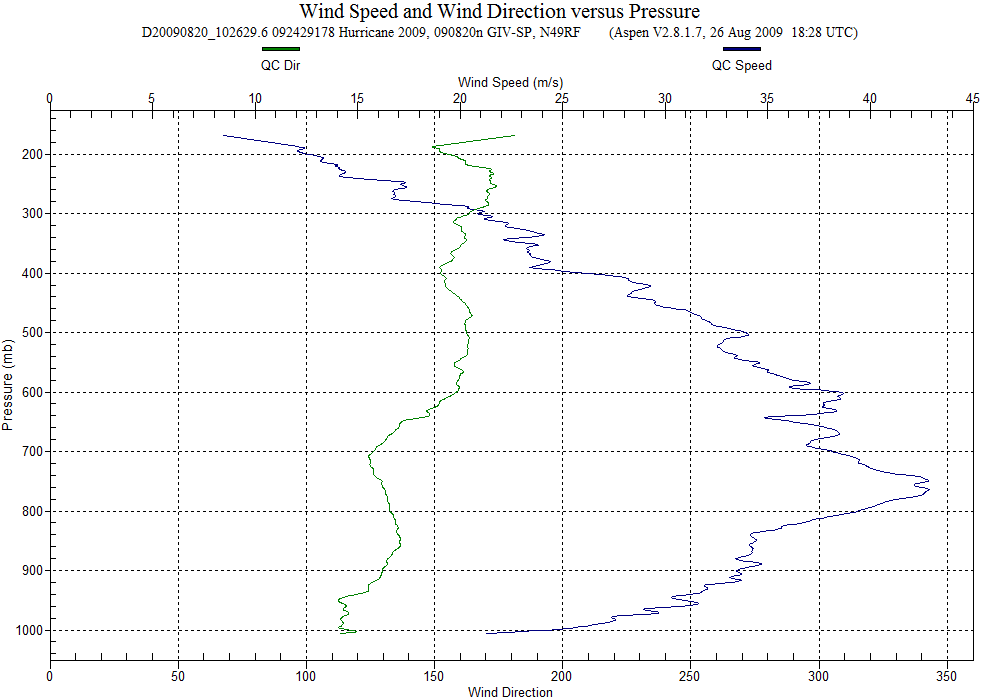 Wind Speed and Wind Direction versus Pressure
D20090820_102629.6 092429178 Hurricane 2009, 090820n GIV-SP, N49RF (Aspen V2.8.1.7, 26 Aug 2009 18:28 UTC)
QC Dir QC Speed
Wind Speed (m/s)
0 5 10 15 20 25 30 35 40 45
200
300
400
500
600
700
800
900
1000
Pressure (mb)
0 50 100 150 200 250 300 350
Wind Direction